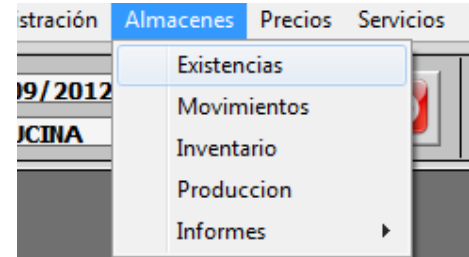 istración Almacenes Precios Servicios
Existencias
09/2012
Movimientos
UCINA
Inventario
Produccion
Informes